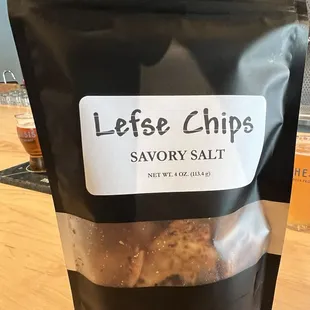 Lefse Chips
SAVORY SALT
NET WT. 4 OZ. (113.4 g)